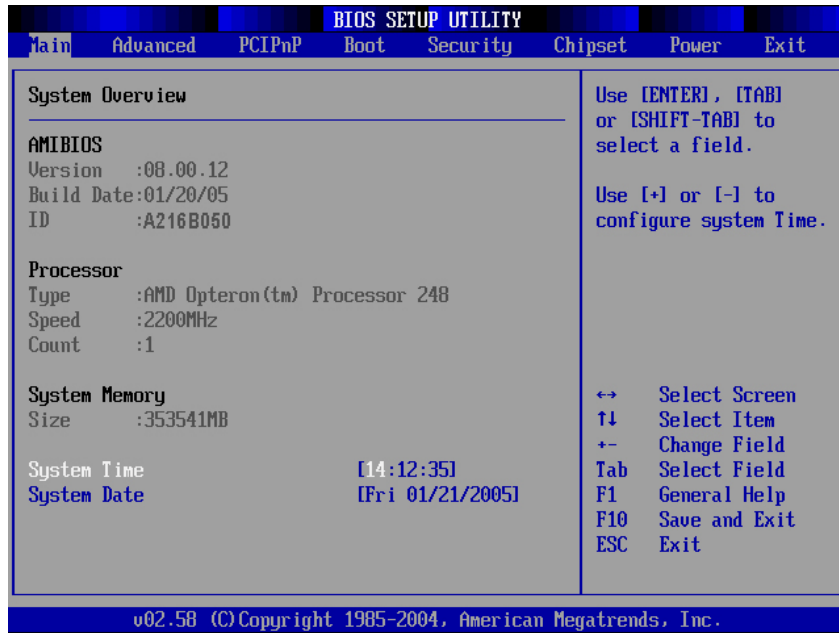 BIOS SETUP UTILITY
Main Advanced PCIPnP Boot Security Chipset Power Exit
System Overview
AMIBIOS
Version :08.00.12
Build Date:01/20/05
ID :A216B050
Processor
Type :AMD Opteron(tm) Processor 248
Speed :2200MHz
Count :1
System Memory
Size :353541MB
System Time [14:12:35]
System Date [Fri 01/21/2005]
Use [ENTER], [TAB]
or [SHIFT-TAB] to
select a field.
Use [+] or [-] to
configure system Time.
←→ Select Screen
↑↓ Select Item
+- Change Field
Tab Select Field
F1 General Help
F10 Save and Exit
ESC Exit
v02.58 (C)Copyright 1985-2004, American Megatrends, Inc.